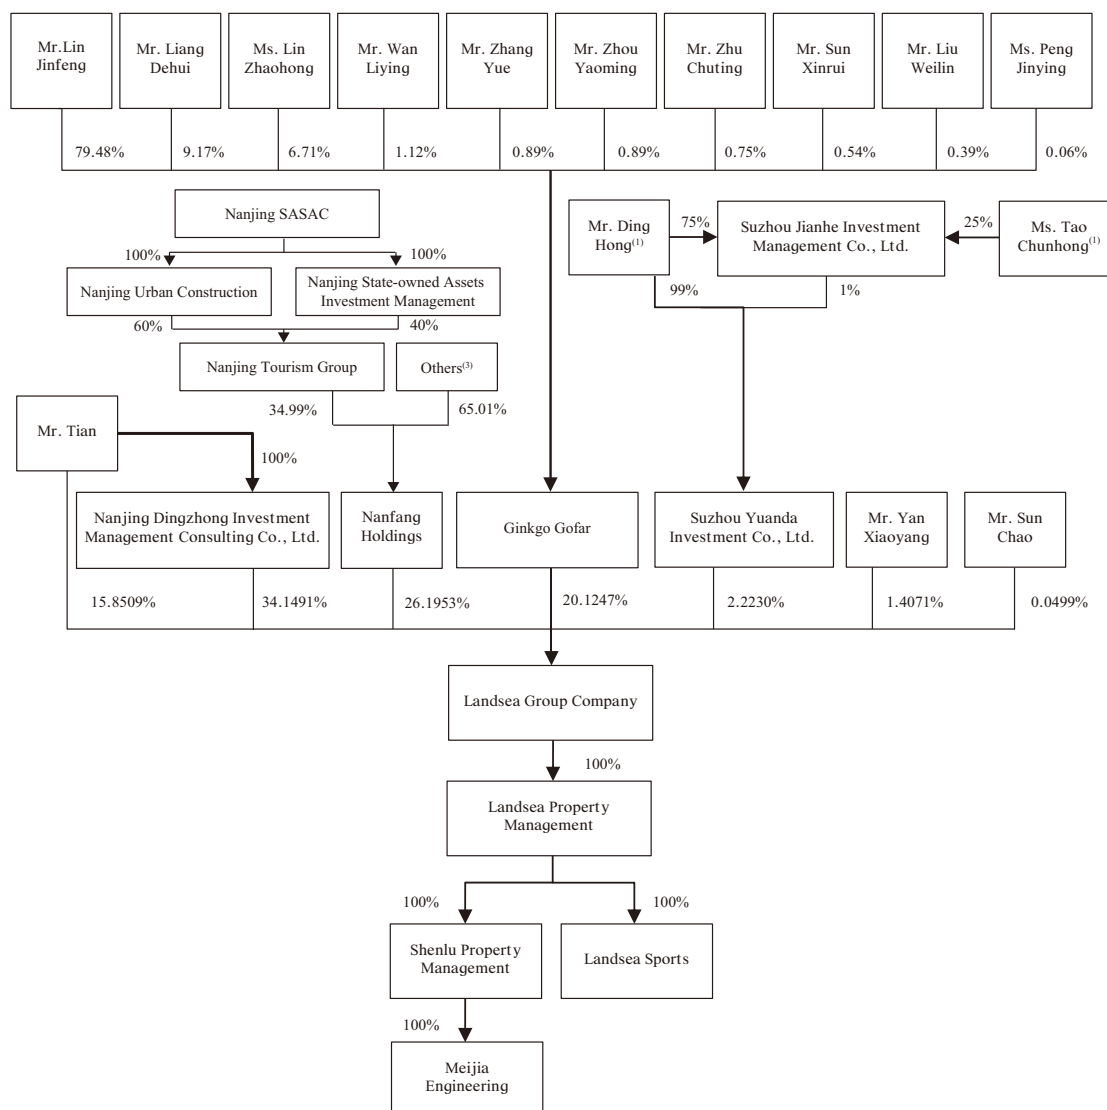 Mr.Lin
Jinfeng
Mr. Liang
Dehui
Ms. Lin
Zhaohong
Mr. Wan
Liying
Mr. Zhang
Yue
Mr. Zhou
Yaoming
Mr. Zhu
Chuting
Mr. Sun
Xinrui
Mr. Liu
Weilin
Ms. Peng
Jinying
79.48%
9.17%
6.71%
1.12%
0.89%
0.89%
0.75%
0.54%
0.39%
0.06%
Nanjing SASAC
Mr. Ding
Hong(1)
75%
Suzhou Jianhe Investment
Management Co., Ltd.
25%
Ms. Tao
Chunhong(1)
100%
100%
Nanjing Urban Construction
Nanjing State-owned Assets
Investment Management
99%
1%
60%
40%
Nanjing Tourism Group
Others(3)
34.99%
65.01%
Mr. Tian
100%
Nanjing Dingzhong Investment
Management Consulting Co., Ltd.
Nanfang
Holdings
Ginkgo Gofar
Suzhou Yuanda
Investment Co., Ltd.
Mr. Yan
Xiaoyang
Mr. Sun
Chao
15.8509%
34.1491%
26.1953%
20.1247%
2.2230%
1.4071%
0.0499%
Landsea Group Company
100%
Landsea Property
Management
100%
100%
Shenlu Property
Management
Landsea Sports
100%
Meijia
Engineering